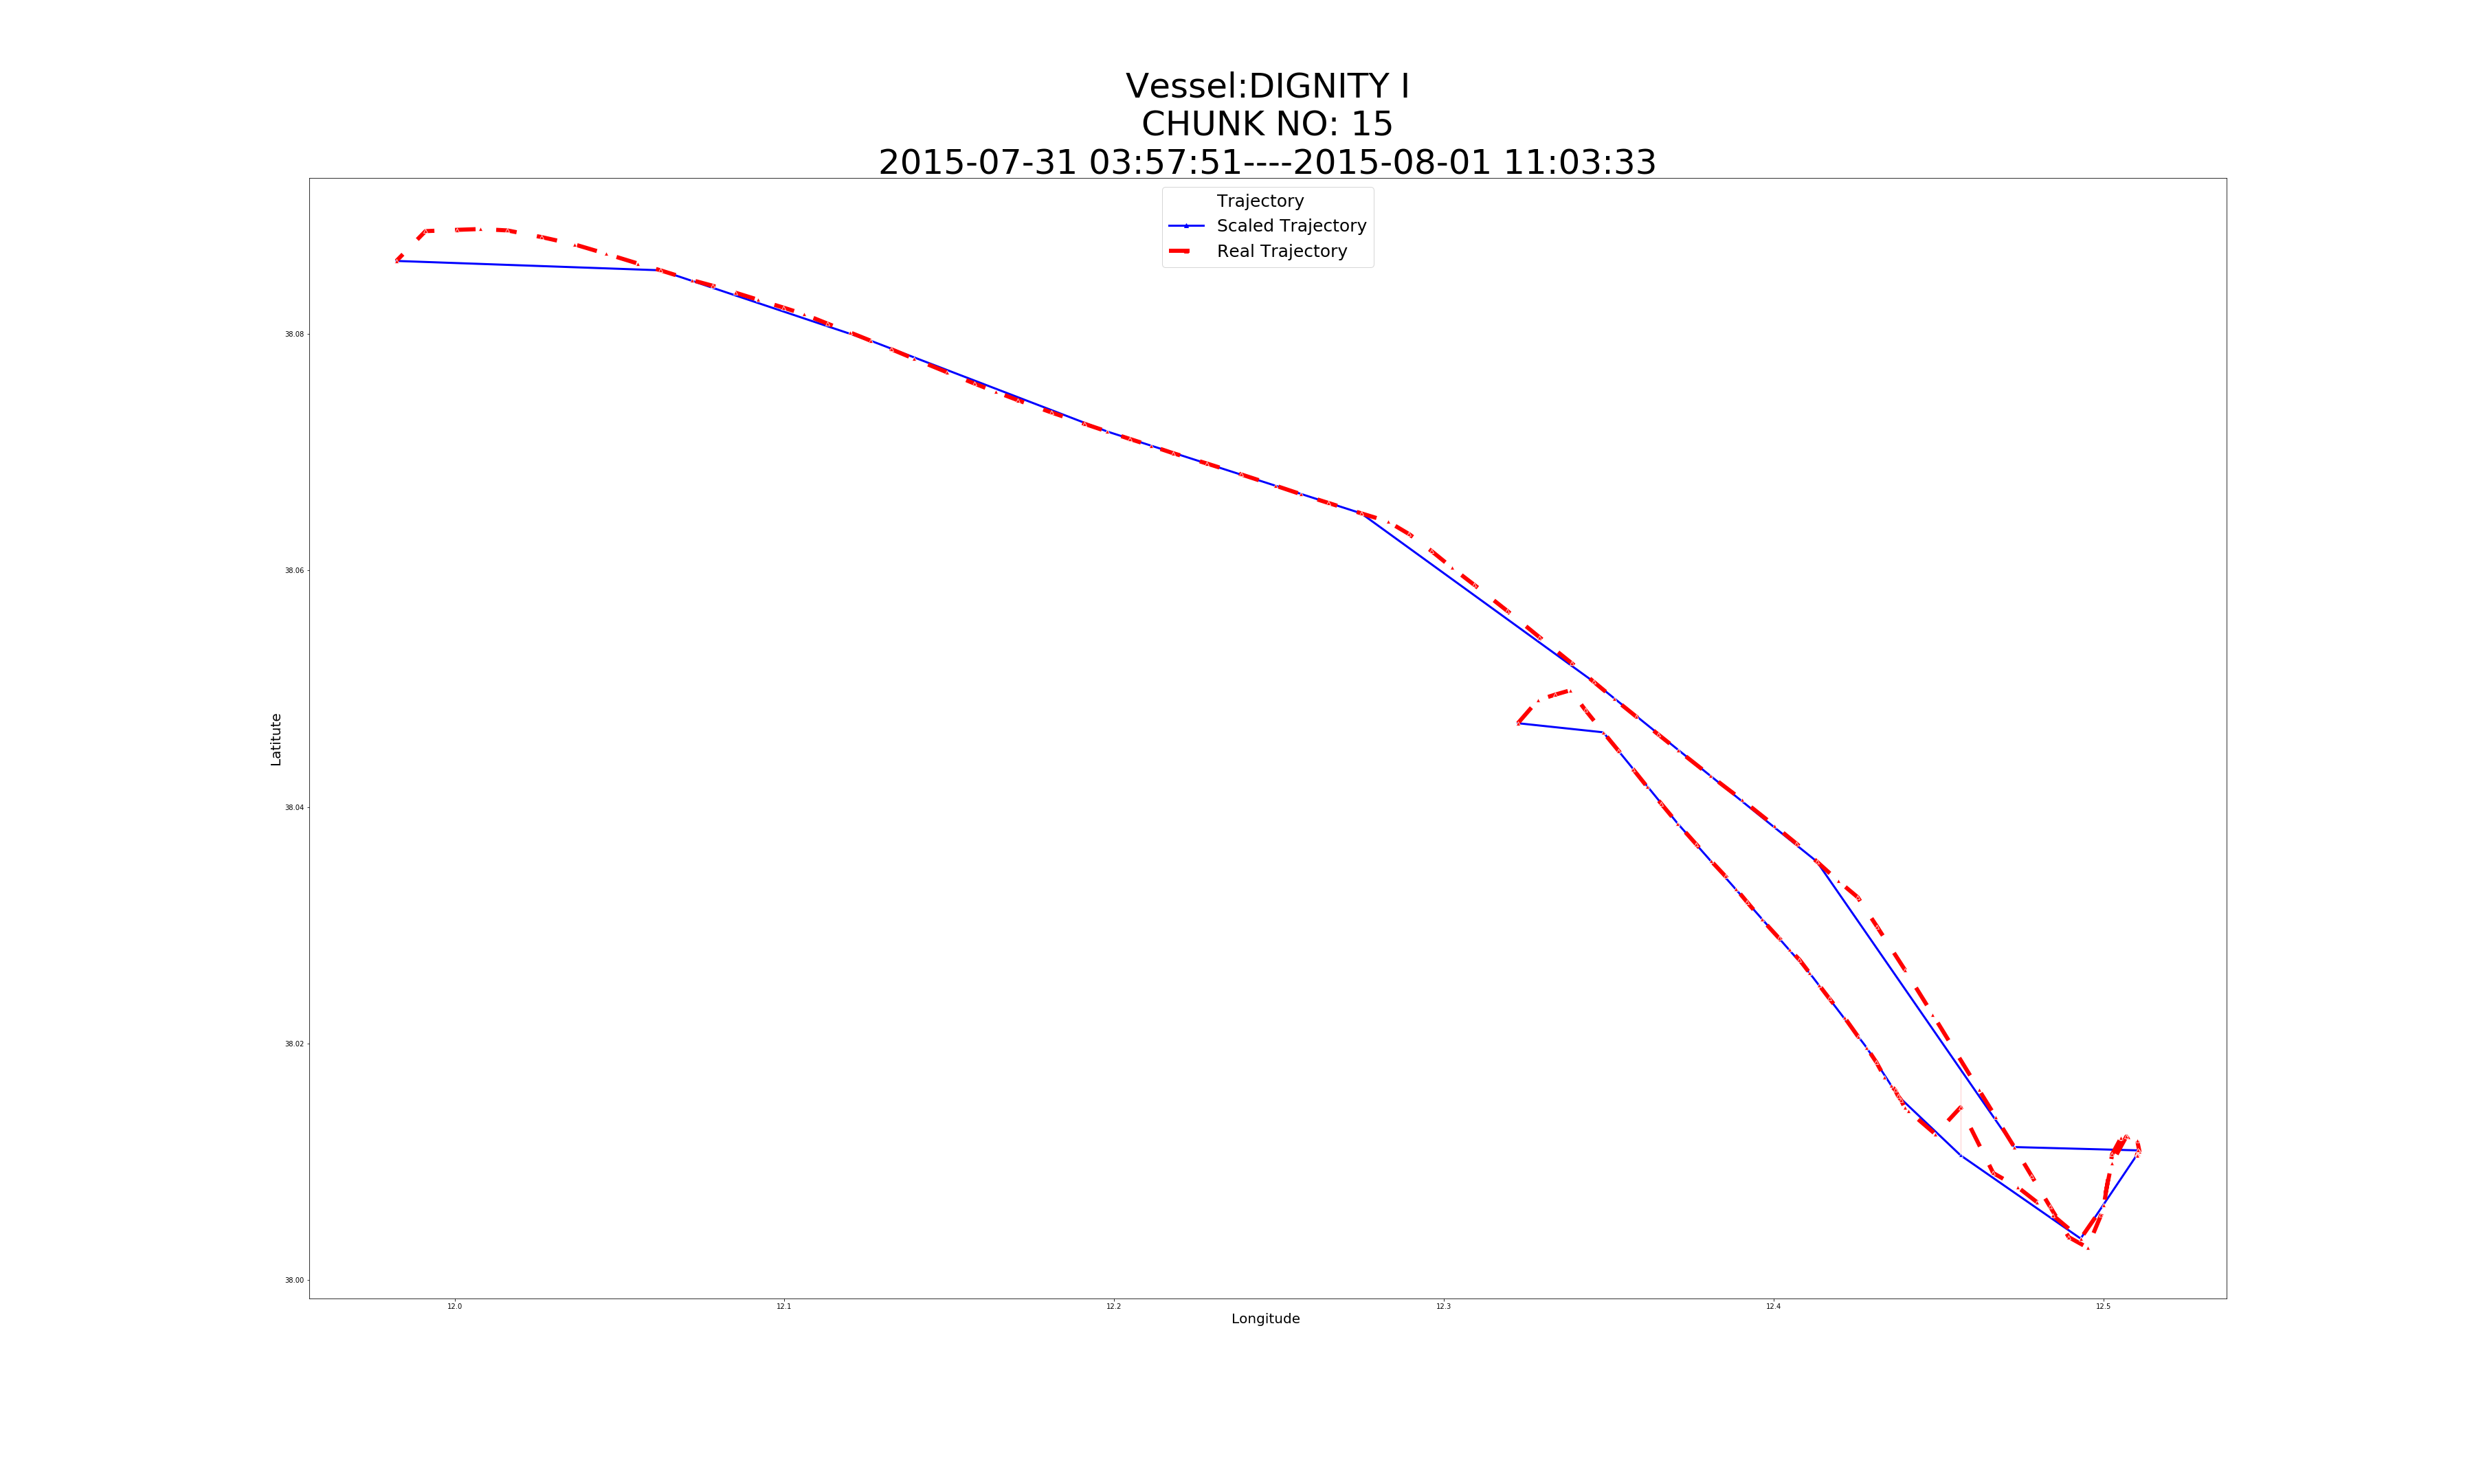 Vessel:DIGNITY I
CHUNK NO: 15
2015-07-31 03:57:51----2015-08-01 11:03:33
Trajectory
Scaled Trajectory
Real Trajectory
38.08
38.06
38.04
38.02
38.00
Latitute
12.0 12.1 12.2 12.3 12.4 12.5
Longitude